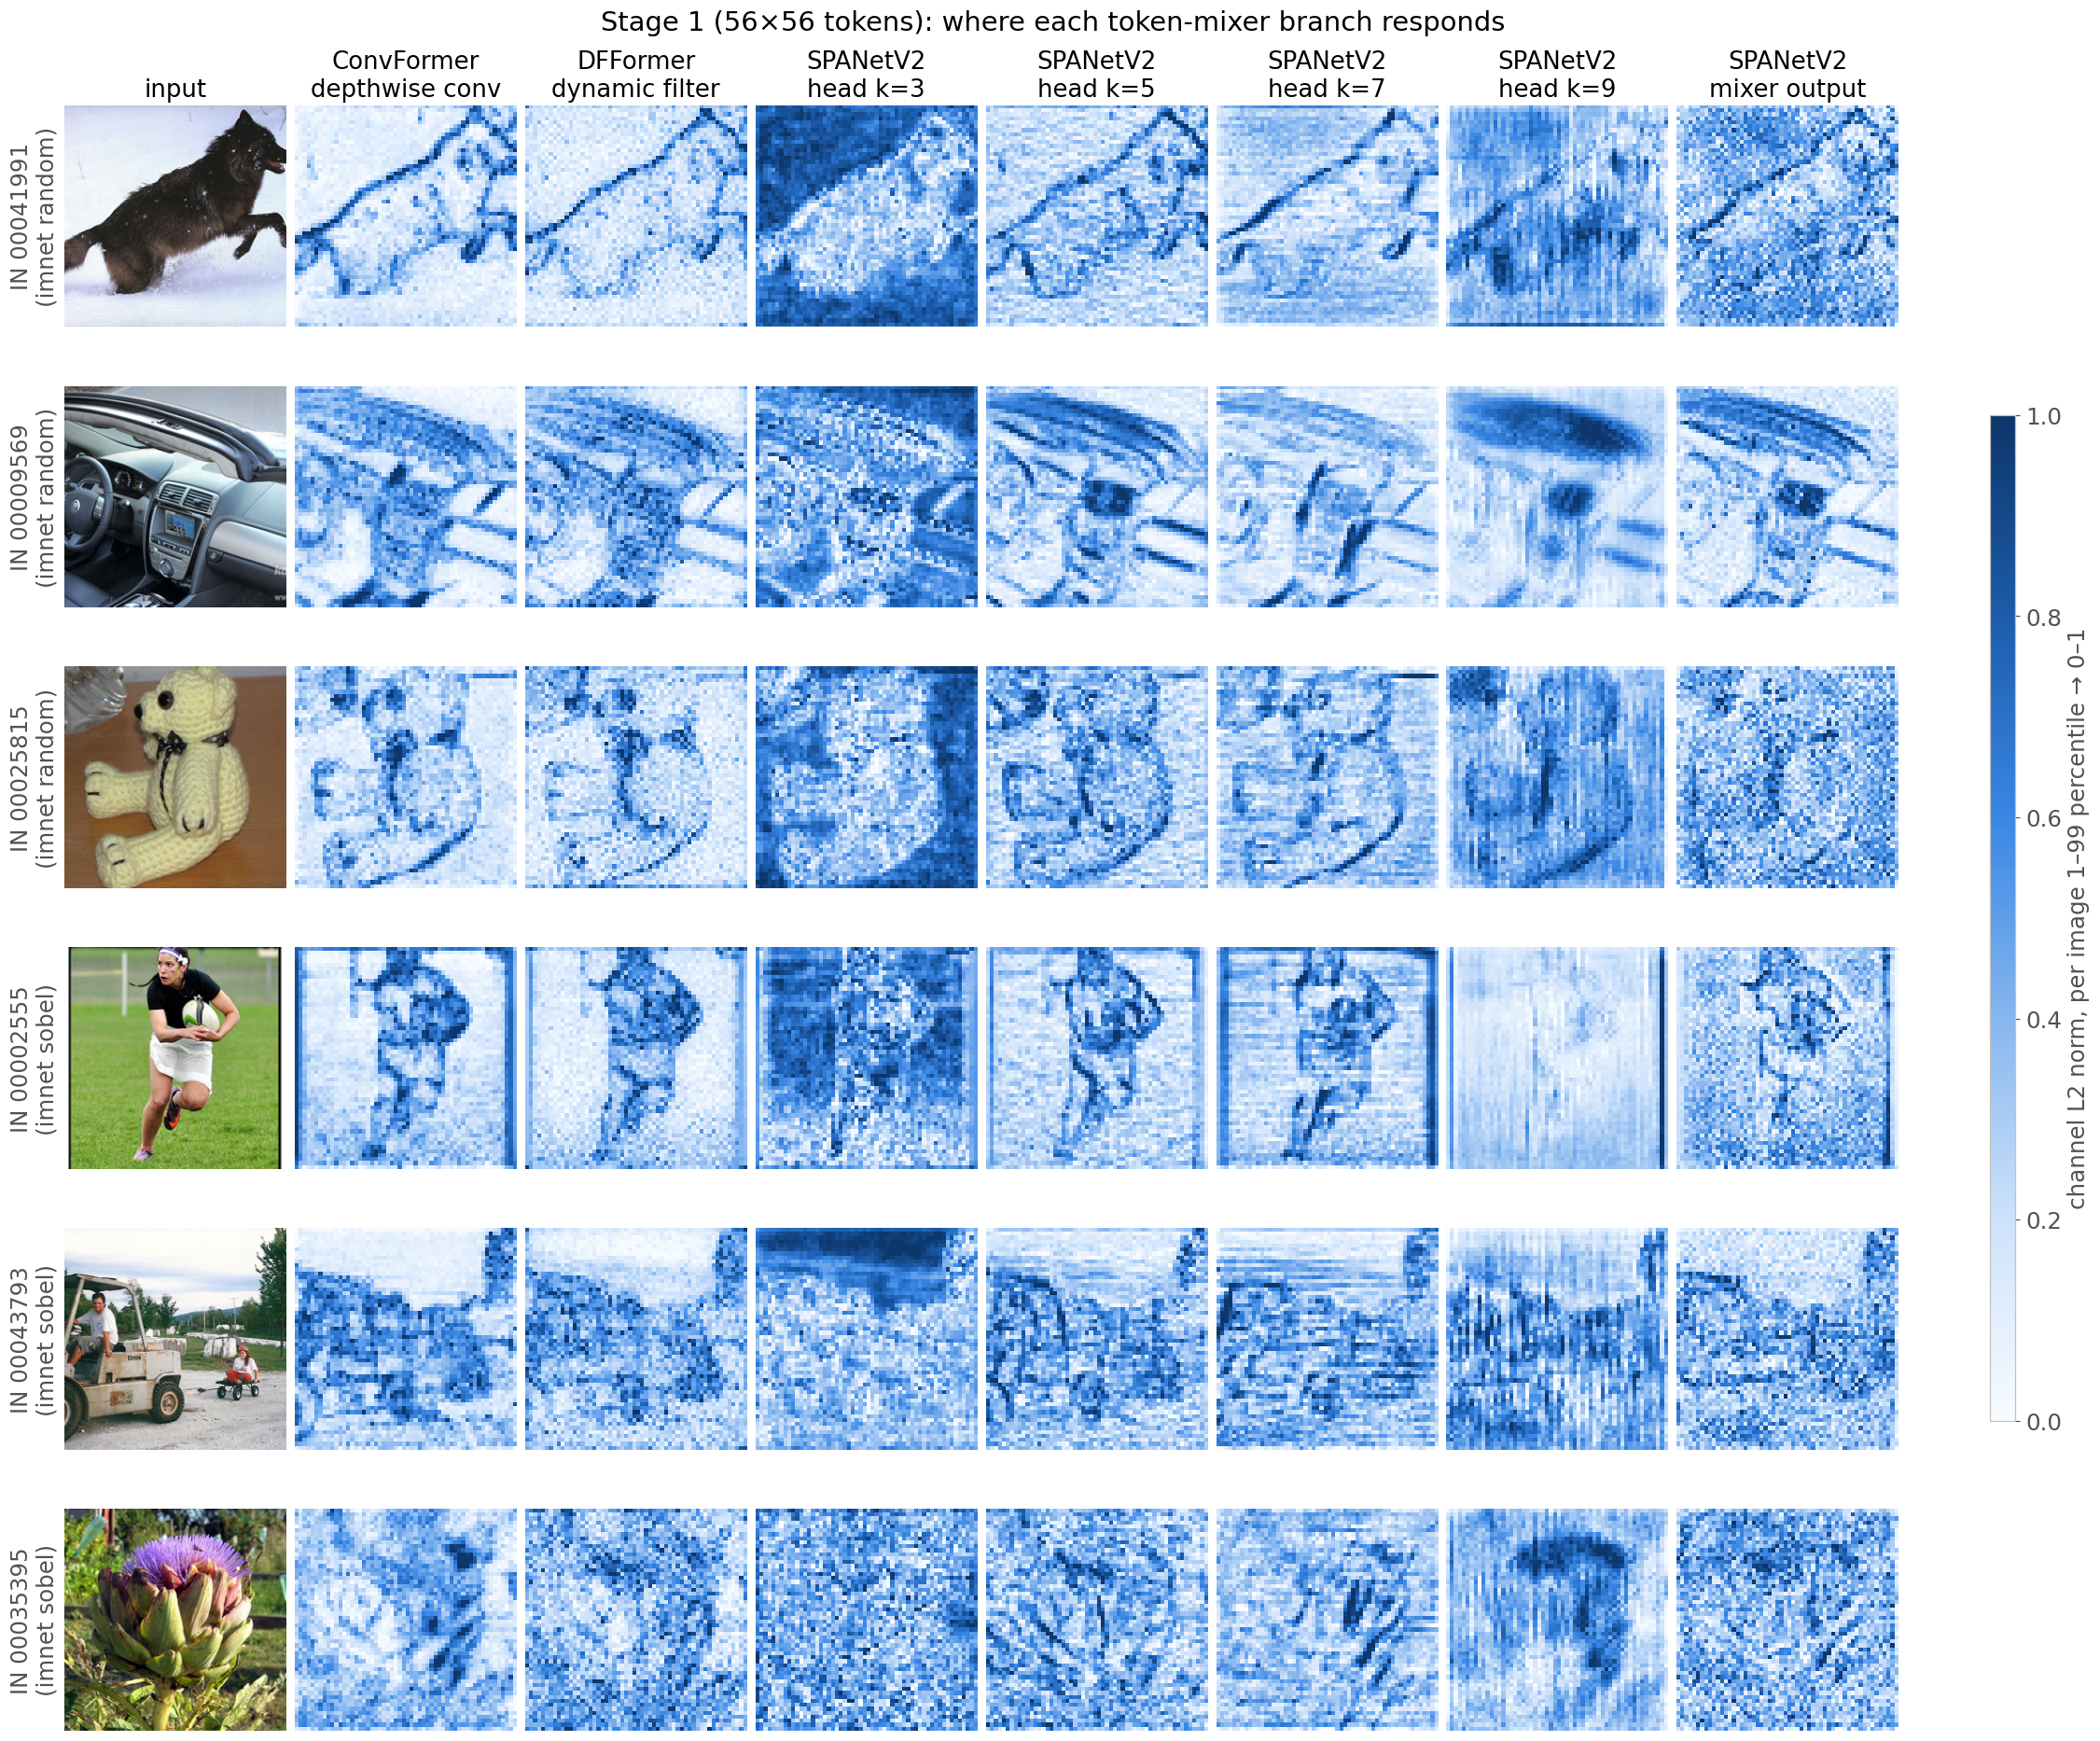 Stage 1 (56×56 tokens): where each token-mixer branch responds
input
ConvFormer
depthwise conv
DFFormer
dynamic filter
SPANetV2
head k=3
SPANetV2
head k=5
SPANetV2
head k=7
SPANetV2
head k=9
SPANetV2
mixer output
IN 00041991
(imnet random)
IN 00009569
(imnet random)
IN 00025815
(imnet random)
IN 00002555
(imnet sobel)
IN 00043793
(imnet sobel)
IN 00035395
(imnet sobel)
1.0
0.8
0.6
0.4
0.2
0.0
channel L2 norm, per image 1–99 percentile → 0–1